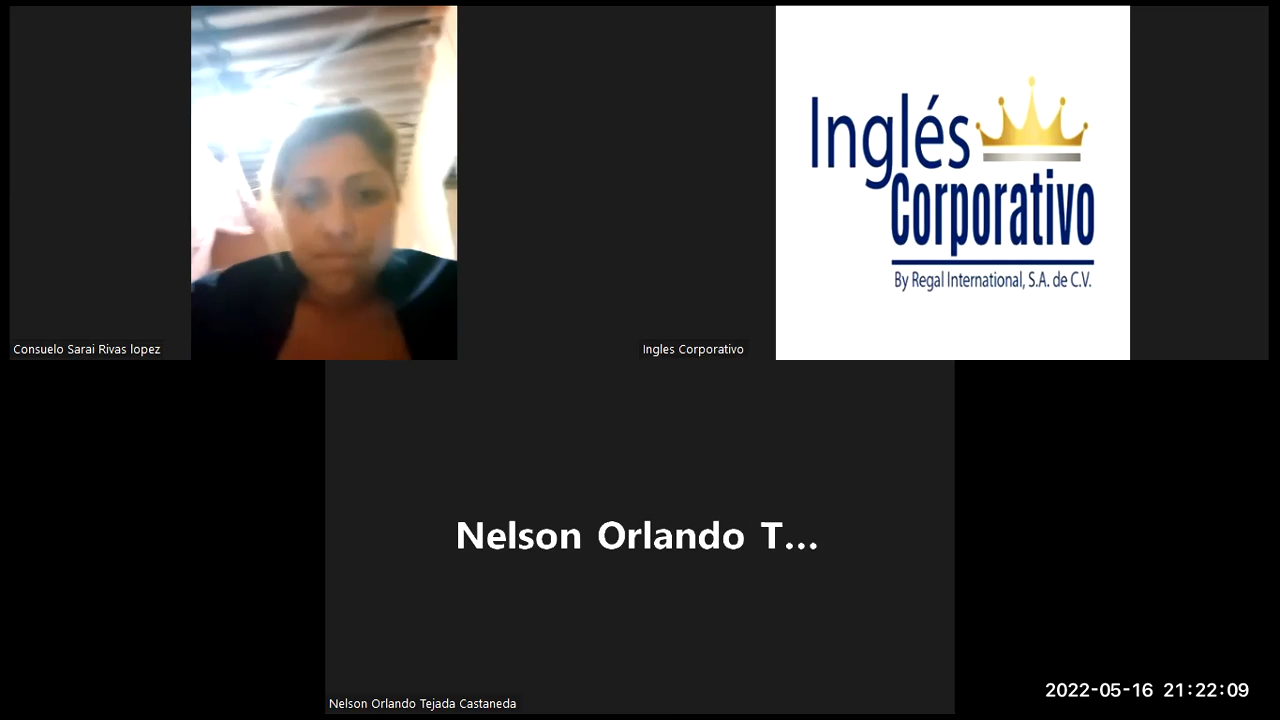 Inglés
Corporativo
By Regal International, S.A. de C.V.
Consuelo Sarai Rivas lopez
Ingles Corporativo
Nelson Orlando T...
Nelson Orlando Tejada Castaneda
2022-05-16 21:22:09